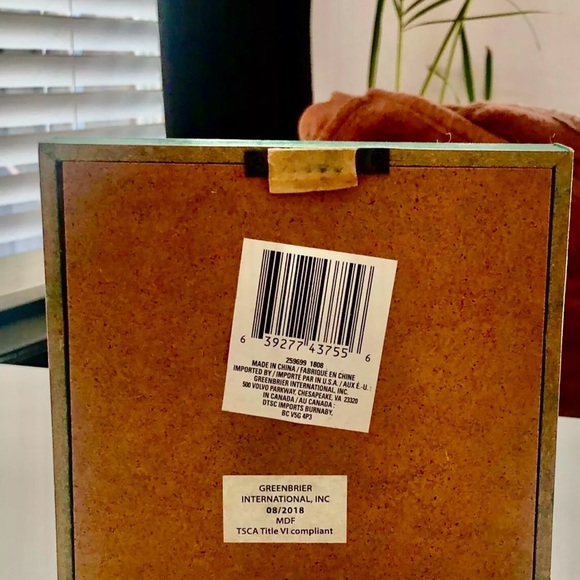 6 39277 43755 6
259699 1808
MADE IN CHINA / FABRIQUÉ EN CHINE
IMPORTED BY / IMPORTÉ PAR IN U.S.A / AUX É.-U. :
GREENBRIER INTERNATIONAL, INC.
500 VOLVO PARKWAY, CHESAPEAKE, VA 23320
IN CANADA / AU CANADA :
DTSC IMPORTS BURNABY,
BC V5G 4P3
GREENBRIER
INTERNATIONAL, INC
08/2018
MDF
TSCA Title VI compliant